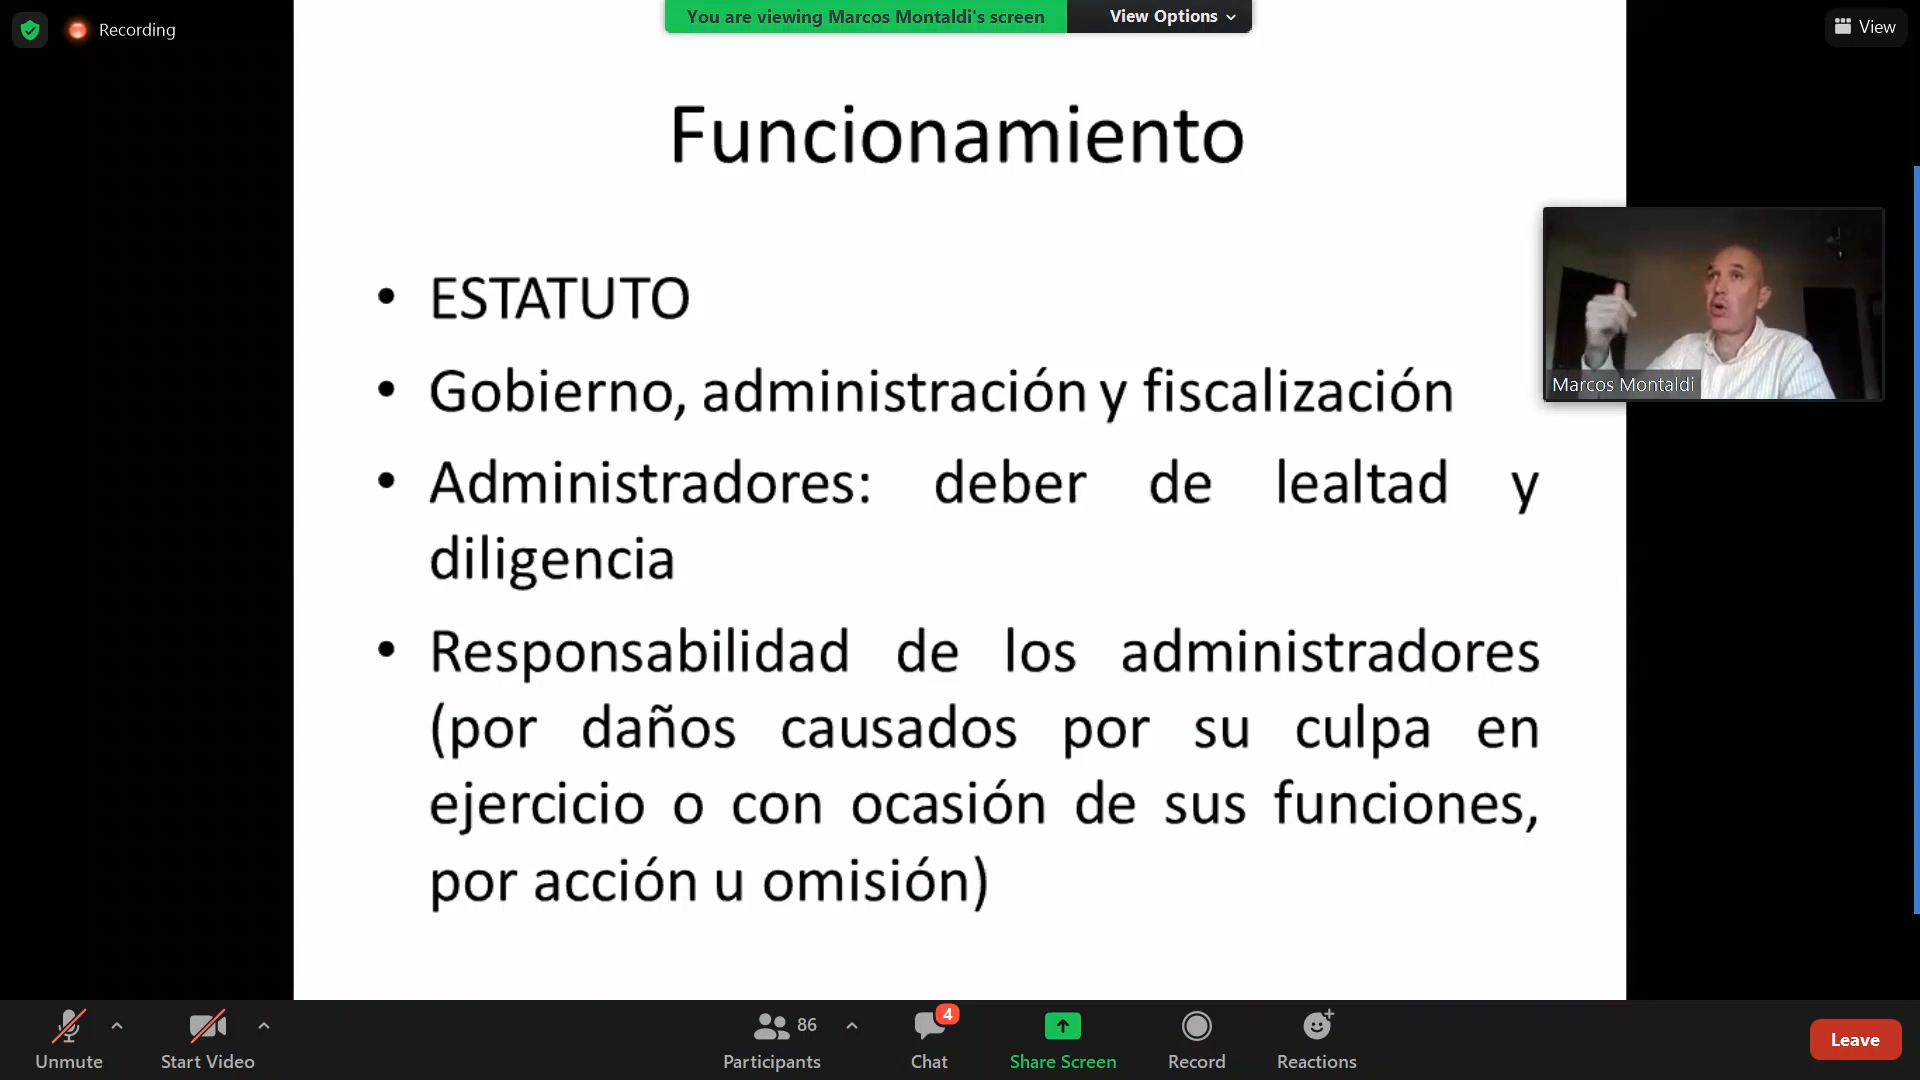 Recording
You are viewing Marcos Montaldi's screen
View Options
View
Funcionamiento
• ESTATUTO
• Gobierno, administración y fiscalización
• Administradores: deber de lealtad y
diligencia
• Responsabilidad de los administradores
(por daños causados por su culpa en
ejercicio o con ocasión de sus funciones,
por acción u omisión)
Marcos Montaldi
Unmute
Start Video
86
Participants
4
Chat
Share Screen
Record
Reactions
Leave